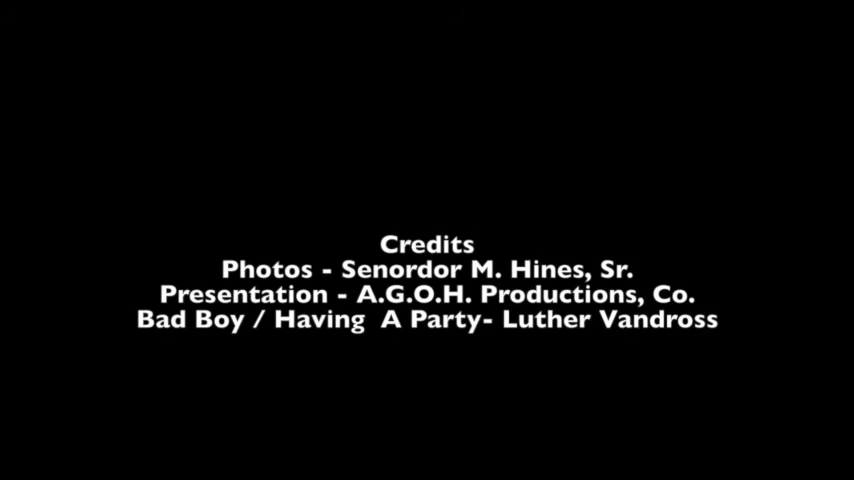 Credits
Photos - Senordor M. Hines, Sr.
Presentation - A.G.O.H. Productions, Co.
Bad Boy / Having  A Party- Luther Vandross